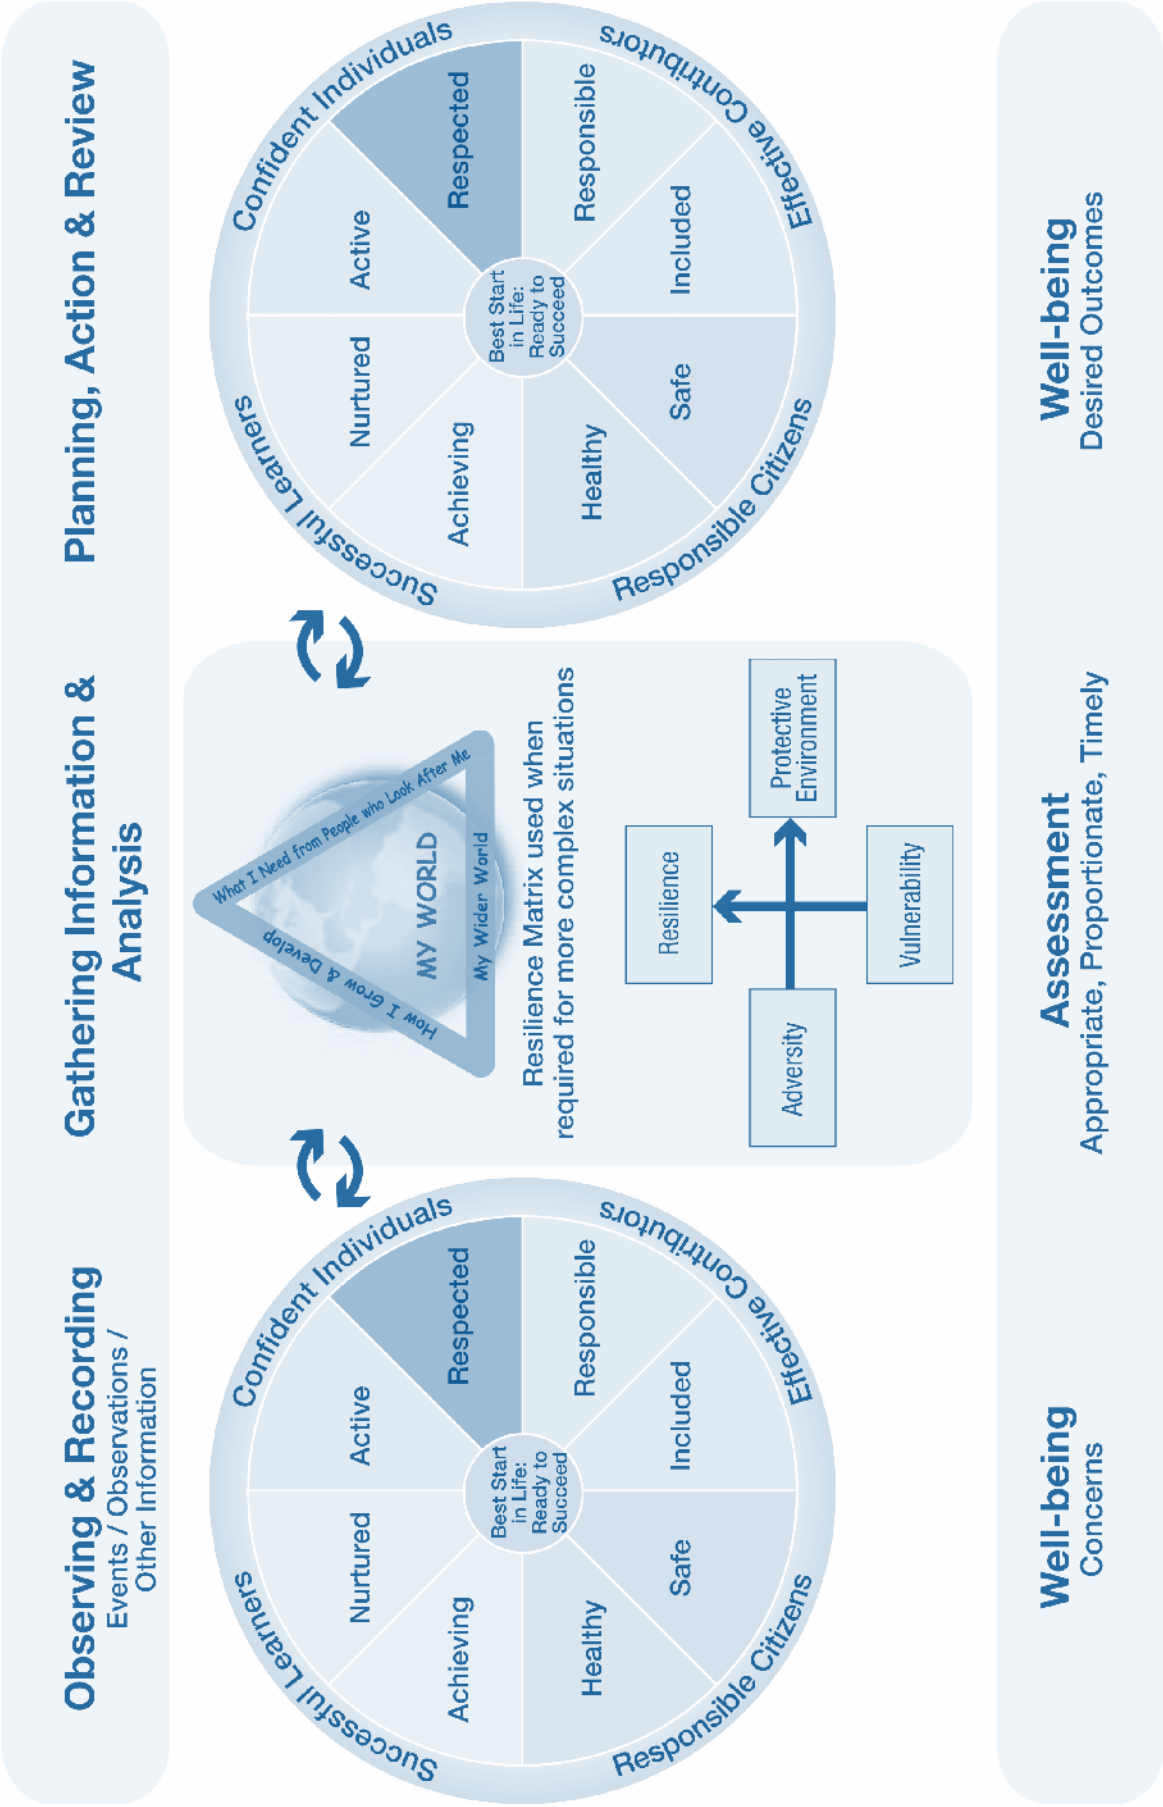 Observing & Recording
Events / Observations /
Other Information
Gathering Information &
Analysis
Planning, Action & Review
Successful Learners
Confident Individuals
Effective Contributors
Responsible Citizens
Nurtured
Active
Respected
Responsible
Included
Safe
Healthy
Achieving
Best Start
in Life:
Ready to
Succeed
How I Grow & Develop
What I Need from People who Look After Me
MY WORLD
My Wider World
Resilience Matrix used when
required for more complex situations
Resilience
Adversity
Protective
Environment
Vulnerability
Successful Learners
Confident Individuals
Effective Contributors
Responsible Citizens
Nurtured
Active
Respected
Responsible
Included
Safe
Healthy
Achieving
Best Start
in Life:
Ready to
Succeed
Well-being
Concerns
Assessment
Appropriate, Proportionate, Timely
Well-being
Desired Outcomes